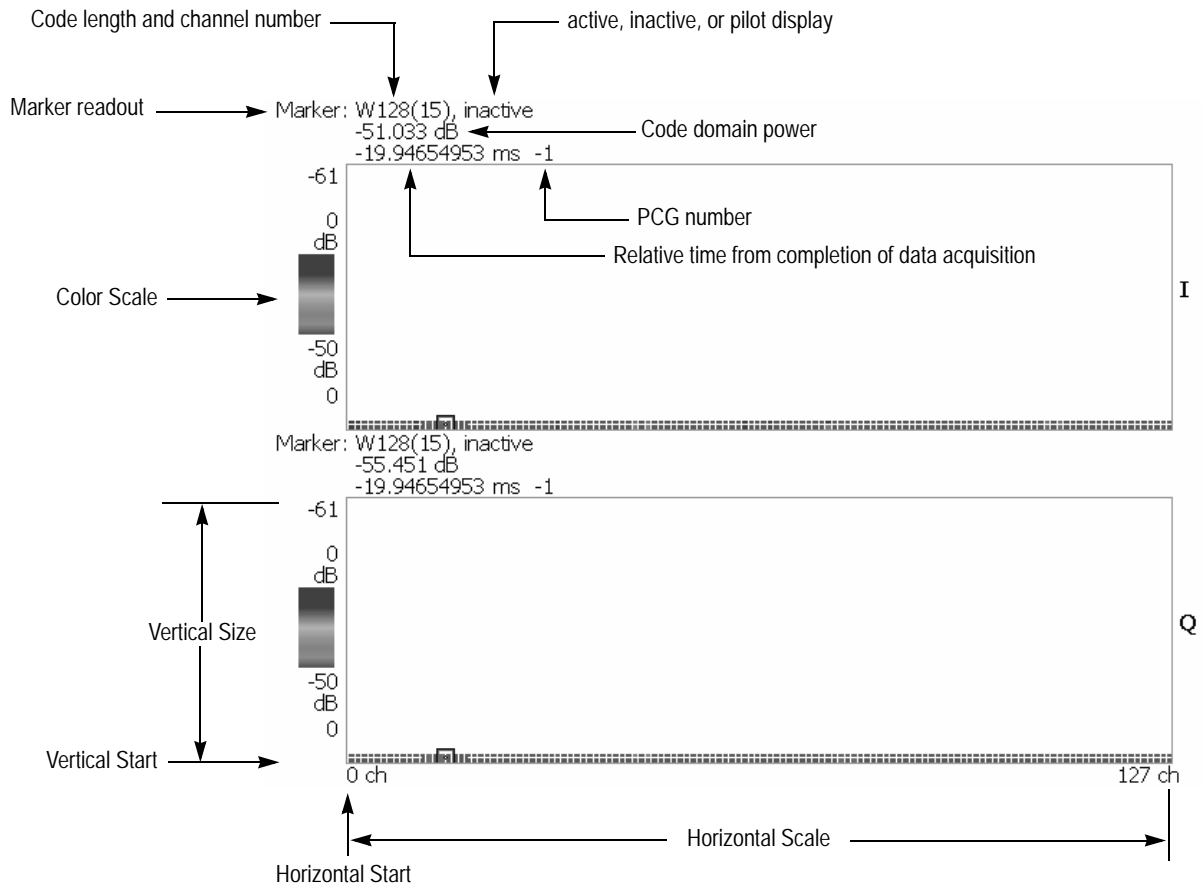 Code length and channel number
active, inactive, or pilot display
Marker readout
Marker: W128(15), inactive
-51.033 dB
Code domain power
-19.94654953 ms -1
-61
PCG number
0
dB
Relative time from completion of data acquisition
Color Scale
I
-50
dB
0
Marker: W128(15), inactive
-55.451 dB
-19.94654953 ms -1
-61
0
dB
Vertical Size
Q
-50
dB
0
Vertical Start
0 ch
127 ch
Horizontal Scale
Horizontal Start